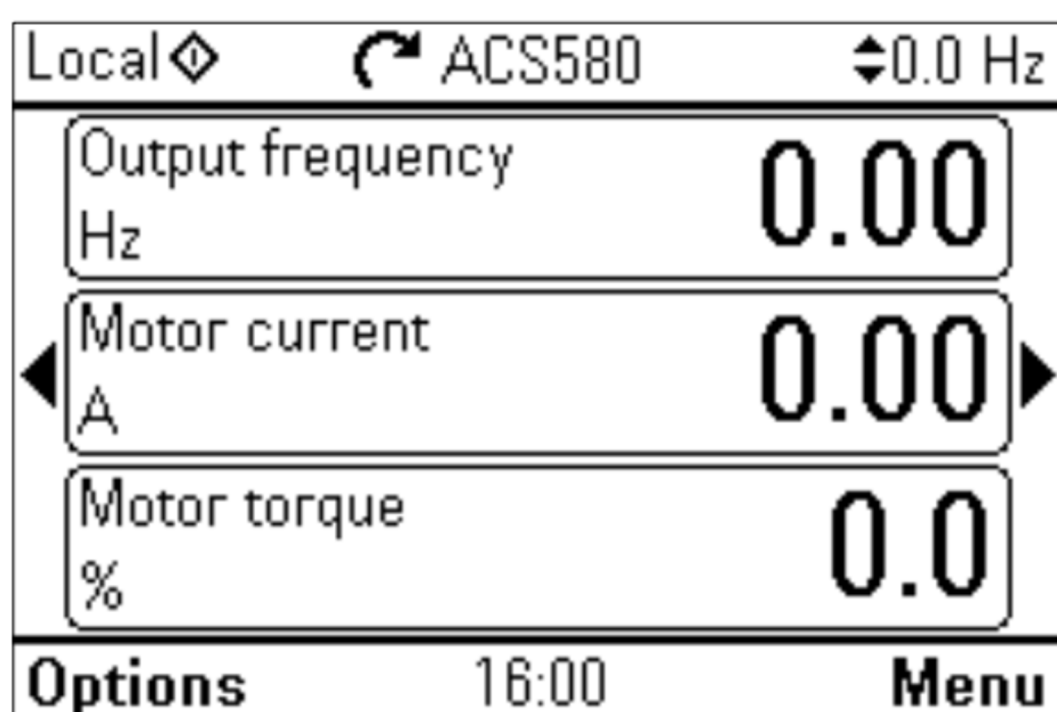 Local ACS580 0.0 Hz
Output frequency 0.00
Hz
Motor current 0.00
A
Motor torque 0.0
%
Options 16:00 Menu